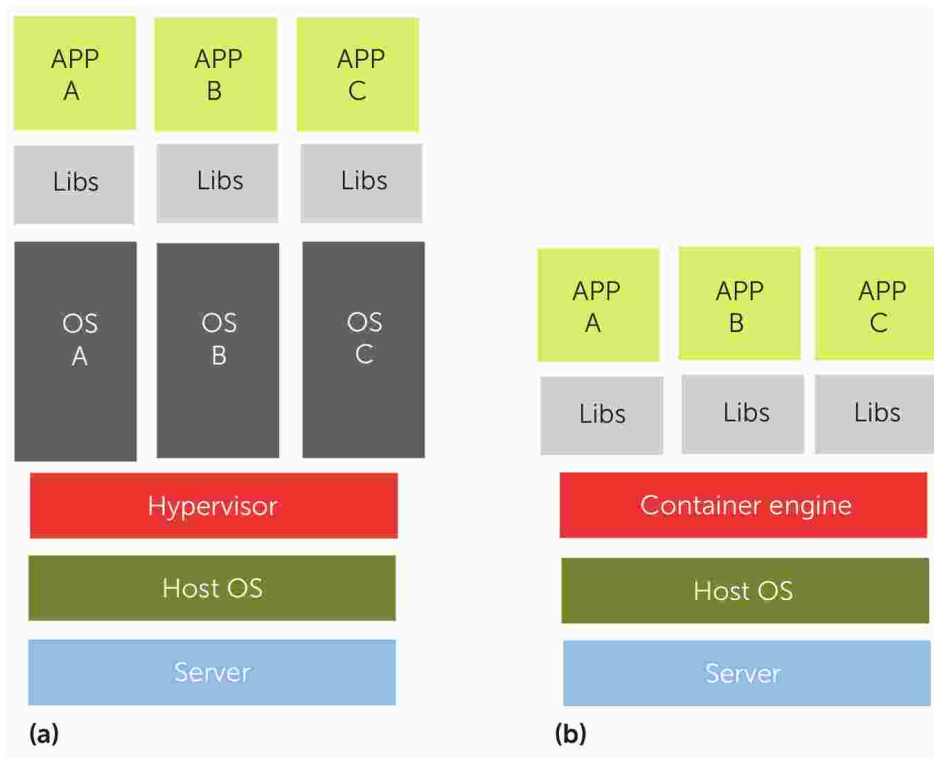 APP
A
APP
B
APP
C
Libs
Libs
Libs
OS
A
OS
B
OS
C
Hypervisor
Host OS
Server
(a)
APP
A
APP
B
APP
C
Libs
Libs
Libs
Container engine
Host OS
Server
(b)